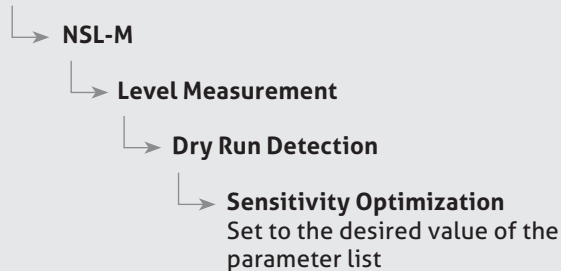 NSL-M
Level Measurement
Dry Run Detection
Sensitivity Optimization
Set to the desired value of the
parameter list